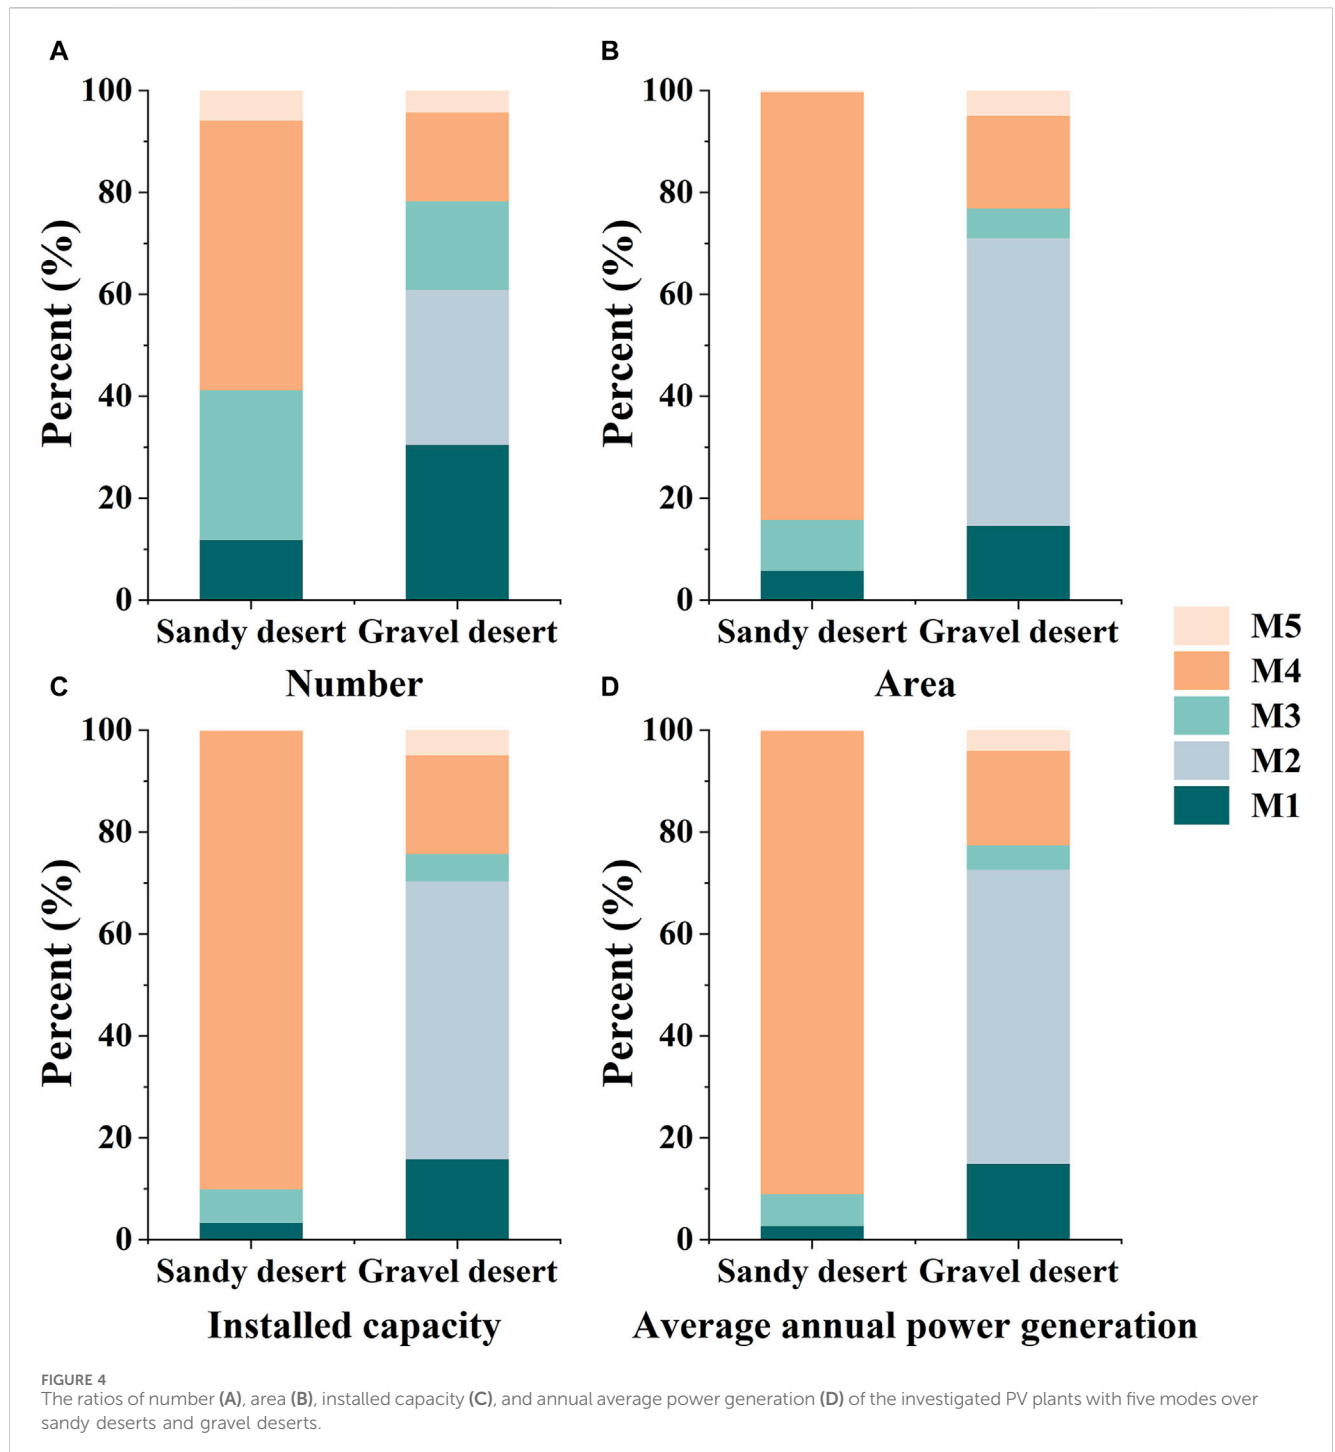 A
100
80
60
40
20
0
Percent (%)
Sandy desert Gravel desert
Number
B
100
80
60
40
20
0
Percent (%)
Sandy desert Gravel desert
Area
M5
M4
M3
M2
M1
C
100
80
60
40
20
0
Percent (%)
Sandy desert Gravel desert
Installed capacity
D
100
80
60
40
20
0
Percent (%)
Sandy desert Gravel desert
Average annual power generation
FIGURE 4
The ratios of number (A), area (B), installed capacity (C), and annual average power generation (D) of the investigated PV plants with five modes over
sandy deserts and gravel deserts.